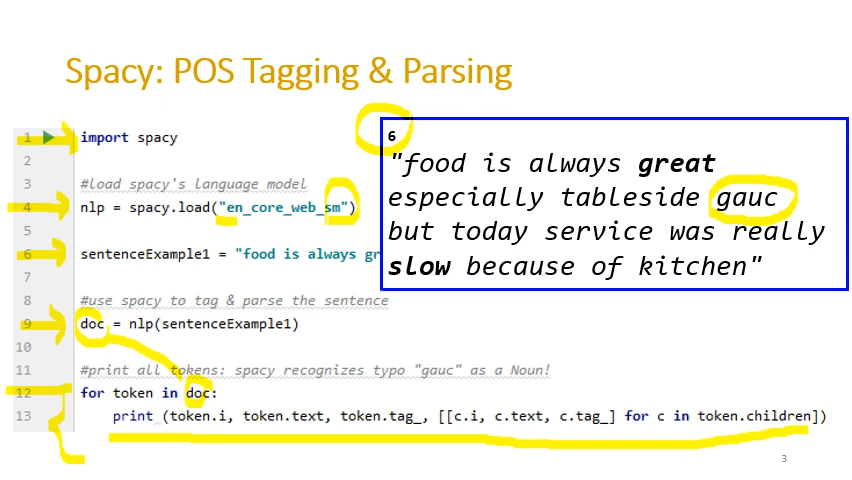 Spacy: POS Tagging & Parsing
1 import spacy
2
3 #load spacy's language model
4 nlp = spacy.load("en_core_web_sm")
5
6 sentenceExample1 = "food is always gr
7
8 #use spacy to tag & parse the sentence
9 doc = nlp(sentenceExample1)
10
11 #print all tokens: spacy recognizes typo "gauc" as a Noun!
12 for token in doc:
13 print (token.i, token.text, token.tag_, [[c.i, c.text, c.tag_] for c in token.children])
6
"food is always great
especially tableside gauc
but today service was really
slow because of kitchen"
3